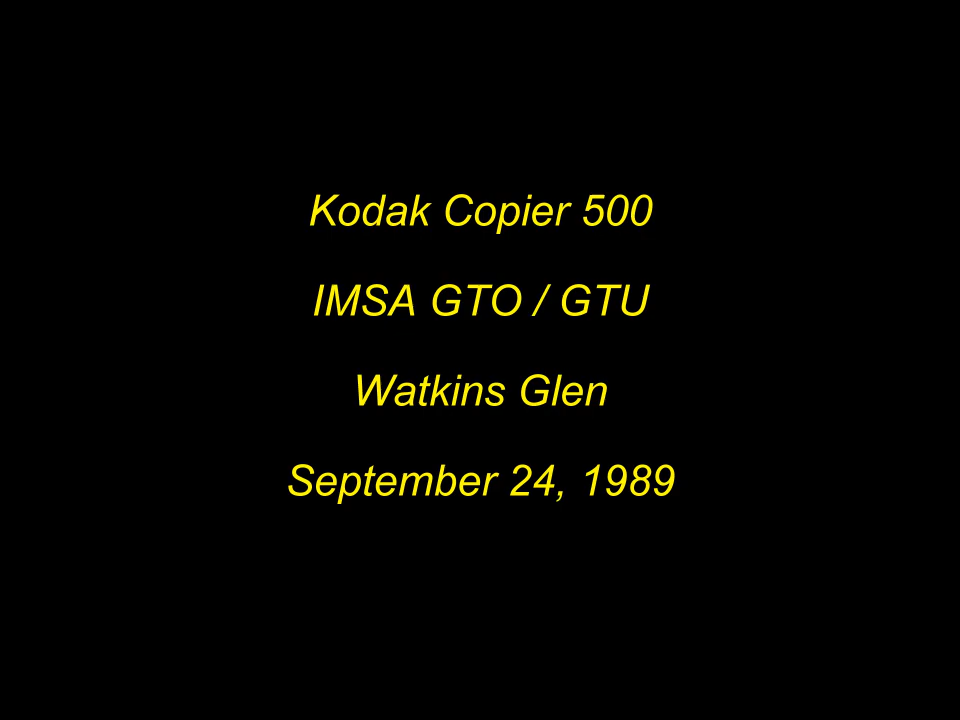 Kodak Copier 500
IMSA GTO / GTU
Watkins Glen
September 24, 1989